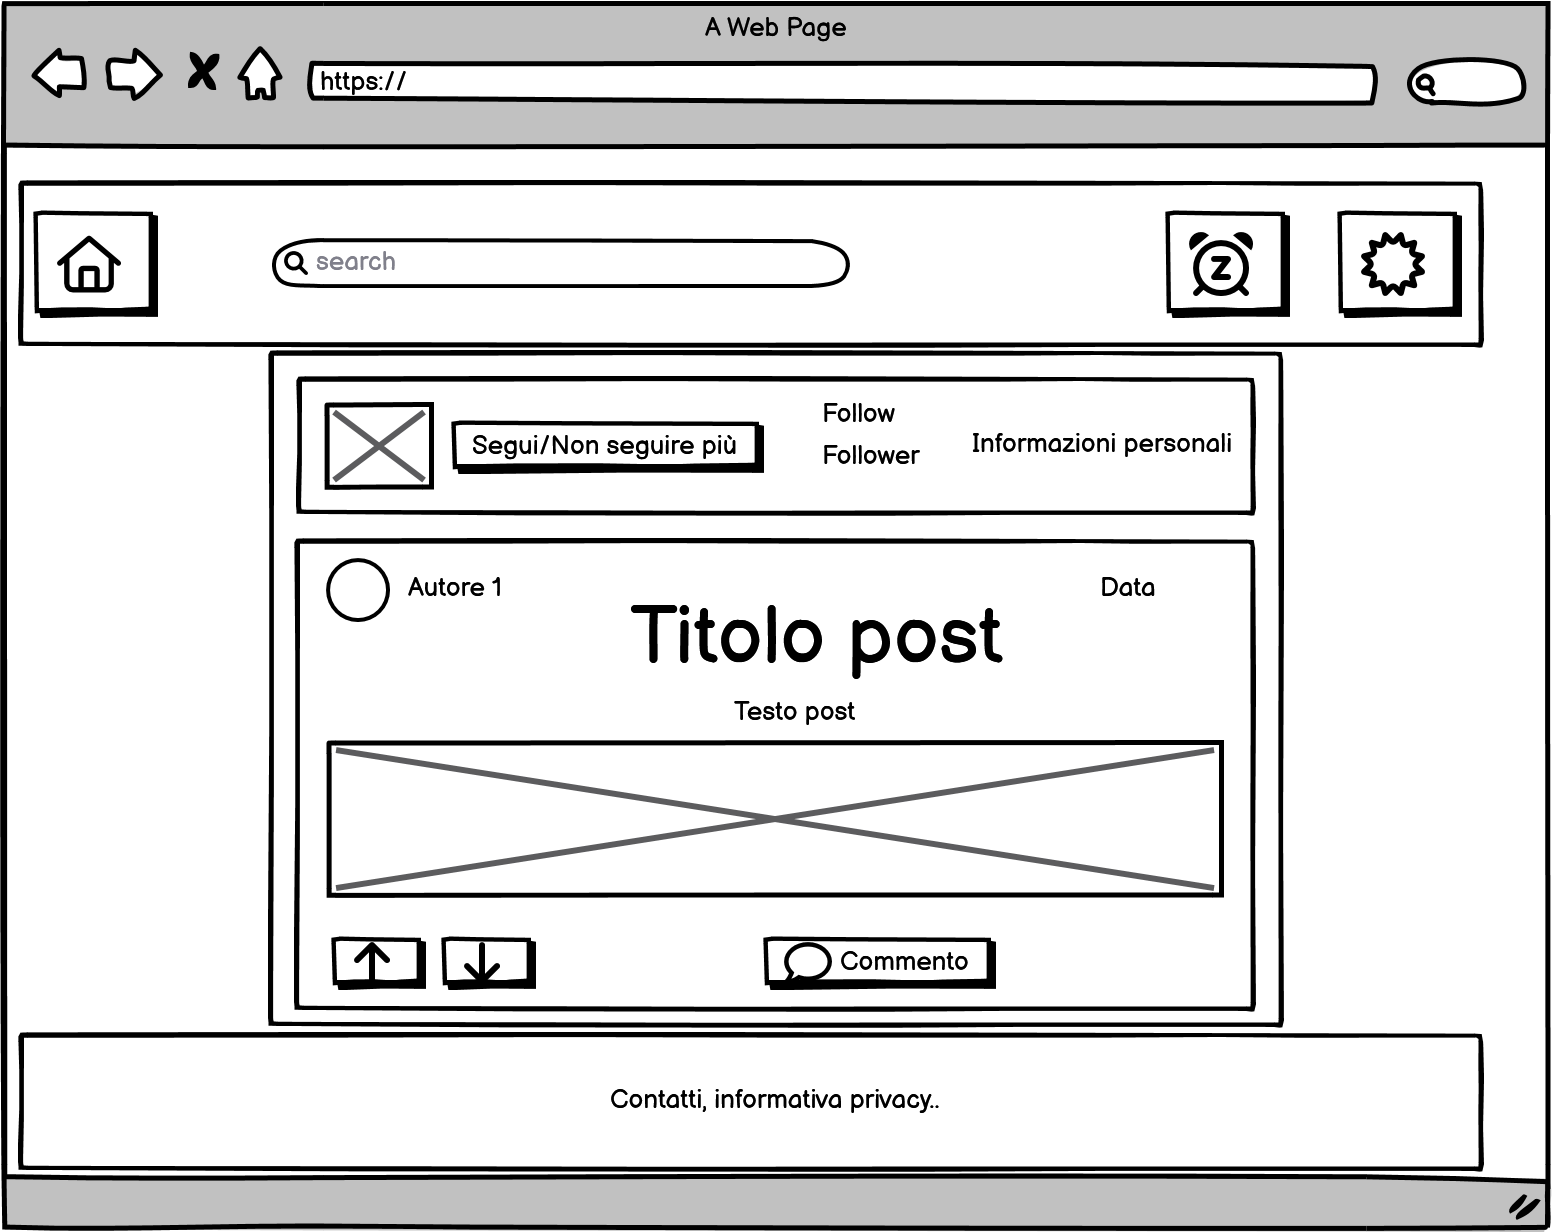 A Web Page
https://
search
Z
Segui/Non seguire più
Follow
Follower
Informazioni personali
Autore 1
Data
Titolo post
Testo post
Commento
Contatti, informativa privacy..